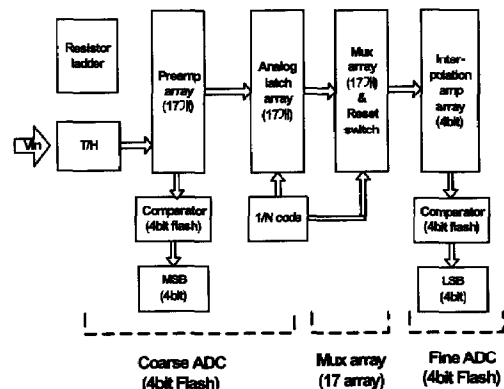 Resistor
ladder
Preamp
array
(17개)
Analog
latch
array
(17개)
Mux
array
(17개)
&
Reset
switch
Inter-
polation
amp
array
(4bit)
Vin
T/H
Comparator
(4bit flash)
1/N code
Comparator
(4bit flash)
MSB
(4bit)
LSB
(4bit)
Coarse ADC
(4bit Flash)
Mux array
(17 array)
Fine ADC
(4bit Flash)